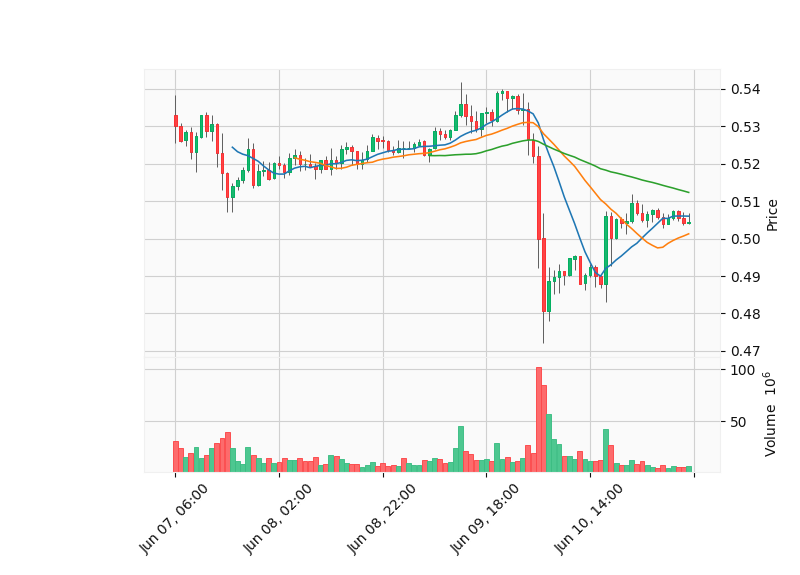 0.54
0.53
0.52
0.51
0.50
0.49
0.48
0.47
Price
100
50
Volume 10⁶
Jun 07, 06:00
Jun 08, 02:00
Jun 08, 22:00
Jun 09, 18:00
Jun 10, 14:00